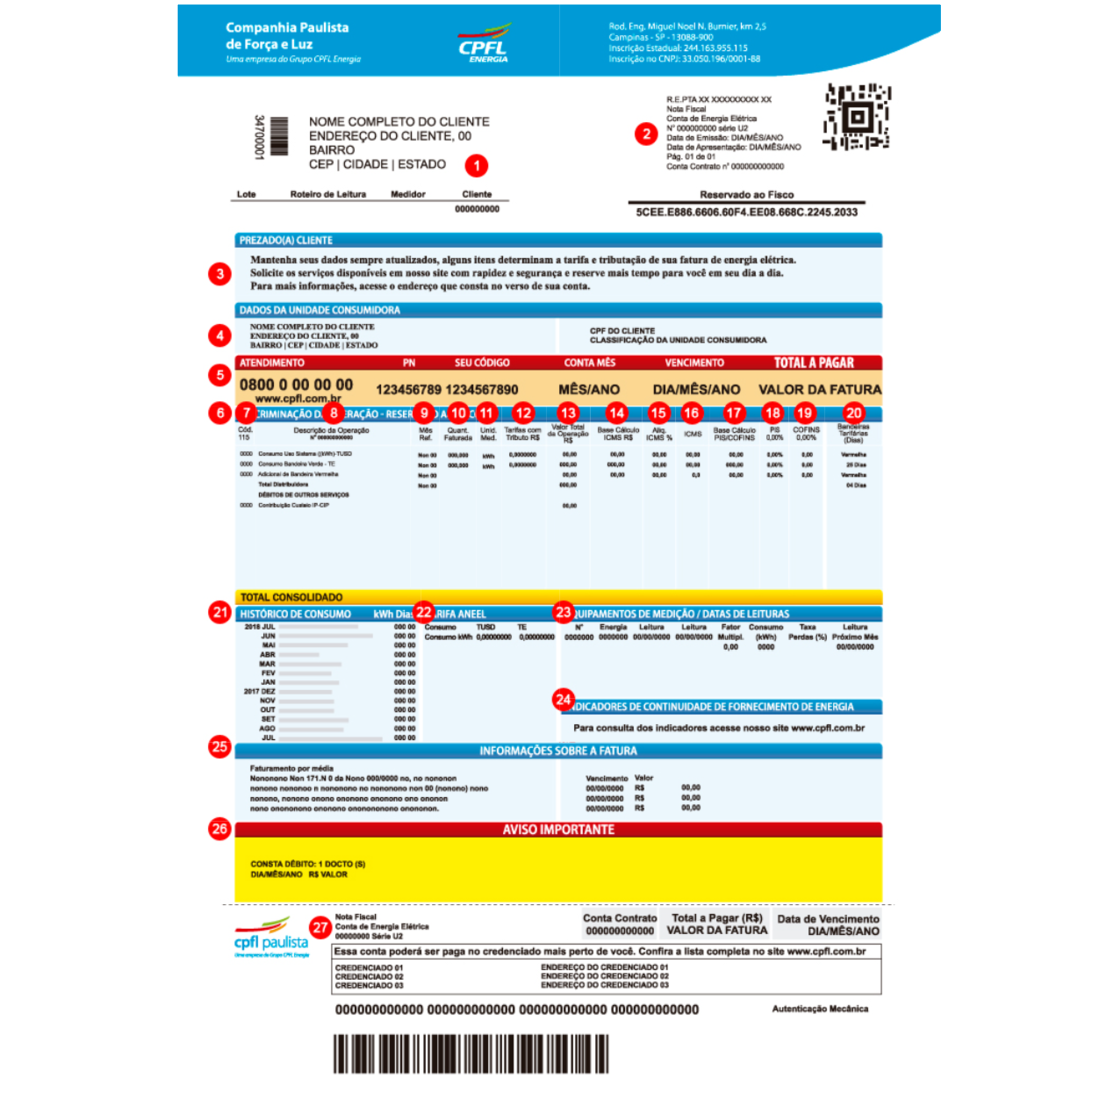 Companhia Paulista
de Força e Luz
Uma empresa do Grupo CPFL Energia
CPFL
ENERGIA
Rod. Eng. Miguel Noel N. Burnier, km 2,5
Campinas - SP - 13088-900
Inscrição Estadual: 244.163.955.115
Inscrição no CNPJ: 33.050.196/0001-88
34700001
NOME COMPLETO DO CLIENTE
ENDEREÇO DO CLIENTE, 00
BAIRRO
CEP | CIDADE | ESTADO
1
2
R.E.PTA XX XXXXXXXXXX XX
Nota Fiscal
Conta de Energia Elétrica
N° 000000000 série U2
Data de Emissão: DIA/MÊS/ANO
Data de Apresentação: DIA/MÊS/ANO
Pág. 01 de 01
Conta Contrato n° 000000000000
Lote Roteiro de Leitura Medidor Cliente
000000000
Reservado ao Fisco
5CEE.E886.6606.60F4.EE08.668C.2245.2033
PREZADO(A) CLIENTE
3
Mantenha seus dados sempre atualizados, alguns itens determinam a tarifa e tributação de sua fatura de energia elétrica.
Solicite os serviços disponíveis em nosso site com rapidez e segurança e reserve mais tempo para você em seu dia a dia.
Para mais informações, acesse o endereço que consta no verso de sua conta.
DADOS DA UNIDADE CONSUMIDORA
4
NOME COMPLETO DO CLIENTE
ENDEREÇO DO CLIENTE, 00
BAIRRO | CEP | CIDADE | ESTADO
CPF DO CLIENTE
CLASSIFICAÇÃO DA UNIDADE CONSUMIDORA
ATENDIMENTO PN SEU CÓDIGO CONTA MÊS VENCIMENTO TOTAL A PAGAR
5
0800 0 00 00 00 123456789 1234567890 MÊS/ANO DIA/MÊS/ANO VALOR DA FATURA
www.cpfl.com.br
6 7 CRIMINAÇÃO D 8 ERAÇÃO - RESER 9 A 10 CO 11 12 13 14 15 16 17 18 19 20
Cód. 115
Descrição da Operação
N° 000000000000
Mês Ref.
Quant. Faturada
Unid. Med.
Tarifas com Tributo R$
Valor Total da Operação R$
Base Cálculo ICMS R$
Aliq. ICMS %
ICMS
Base Cálculo PIS/COFINS
PIS 0,00%
COFINS 0,00%
Bandeiras Tarifárias (Dias)
0000 Consumo Uso Sistema (kWh)-TUSD Non 00 000,000 kWh 0,0000000 00,00 00,00 00,00 00,00 00,00 0,00% 0,00 Vermelha
0000 Consumo Bandeira Verde - TE Non 00 000,000 kWh 0,0000000 000,00 000,00 00,00 00,00 000,00 0,00% 0,00 25 Dias
0000 Adicional de Bandeira Vermelha Non 00 00,00 00,00 00,00 0,0 00,00 0,00% 0,00 Vermelha
Total Distribuidora Non 00 000,00 04 Dias
DÉBITOS DE OUTROS SERVIÇOS
0000 Contribuição Custeio IP-CIP 00,00
TOTAL CONSOLIDADO
21 HISTÓRICO DE CONSUMO kWh Dias
2018 JUL 000 00
JUN 000 00
MAI 000 00
ABR 000 00
MAR 000 00
FEV 000 00
JAN 000 00
2017 DEZ 000 00
NOV 000 00
OUT 000 00
SET 000 00
AGO 000 00
JUL 000 00
22 ARIFA ANEEL
Consumo TUSD TE
Consumo kWh 0,00000000 0,00000000
23 QUIPAMENTOS DE MEDIÇÃO / DATAS DE LEITURAS
N° Energia Leitura Leitura Fator Consumo Taxa Leitura
0000000 0000000 00/00/0000 00/00/0000 Multipl. (kWh) Perdas (%) Próximo Mês
0,00 0000 00/00/0000
24 NDICADORES DE CONTINUIDADE DE FORNECIMENTO DE ENERGIA
Para consulta dos indicadores acesse nosso site www.cpfl.com.br
25 INFORMAÇÕES SOBRE A FATURA
Faturamento por média
Nonononono Non 171.N 0 da Nono 000/0000 no, no nononon
nonono nononoo n nonononono no nonononono non 00 (nonono) nono
nonono, nonono onono ononono ononono ono ononon
nono onononono ononono onononononono onononon.
Vencimento Valor
00/00/0000 R$ 00,00
00/00/0000 R$ 00,00
00/00/0000 R$ 00,00
26 AVISO IMPORTANTE
CONSTA DÉBITO: 1 DOCTO (S)
DIA/MÊS/ANO R$ VALOR
cpfl paulista
Uma empresa do Grupo CPFL Energia
27
Nota Fiscal
Conta de Energia Elétrica
00000000 Série U2
Conta Contrato Total a Pagar (R$) Data de Vencimento
000000000000 VALOR DA FATURA DIA/MÊS/ANO
Essa conta poderá ser paga no credenciado mais perto de você. Confira a lista completa no site www.cpfl.com.br
CREDENCIADO 01 ENDEREÇO DO CREDENCIADO 01
CREDENCIADO 02 ENDEREÇO DO CREDENCIADO 02
CREDENCIADO 03 ENDEREÇO DO CREDENCIADO 03
000000000000 000000000000 000000000000 000000000000
Autenticação Mecânica